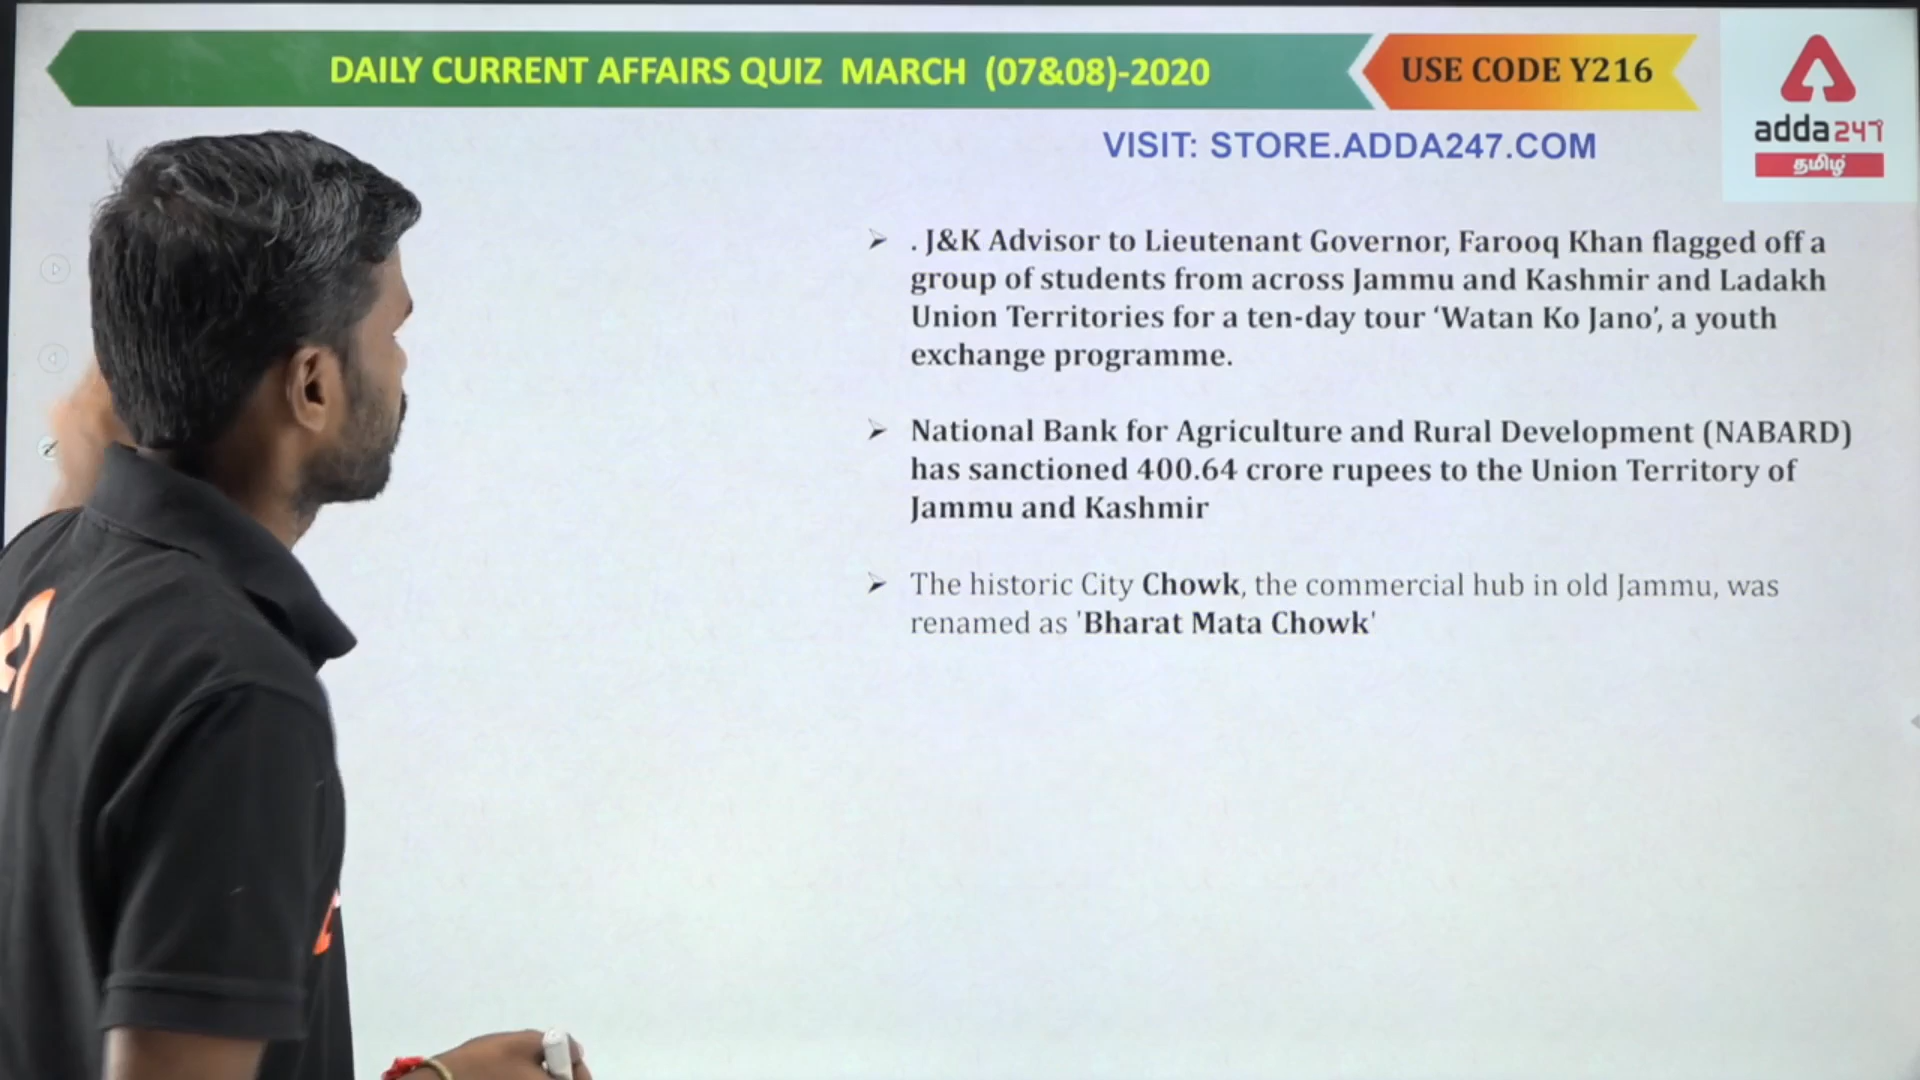 DAILY CURRENT AFFAIRS QUIZ MARCH (07&08)-2020
USE CODE Y216
adda247
தமிழ்
VISIT: STORE.ADDA247.COM
. J&K Advisor to Lieutenant Governor, Farooq Khan flagged off a
group of students from across Jammu and Kashmir and Ladakh
Union Territories for a ten-day tour ‘Watan Ko Jano’, a youth
exchange programme.
National Bank for Agriculture and Rural Development (NABARD)
has sanctioned 400.64 crore rupees to the Union Territory of
Jammu and Kashmir
The historic City Chowk, the commercial hub in old Jammu, was
renamed as 'Bharat Mata Chowk'